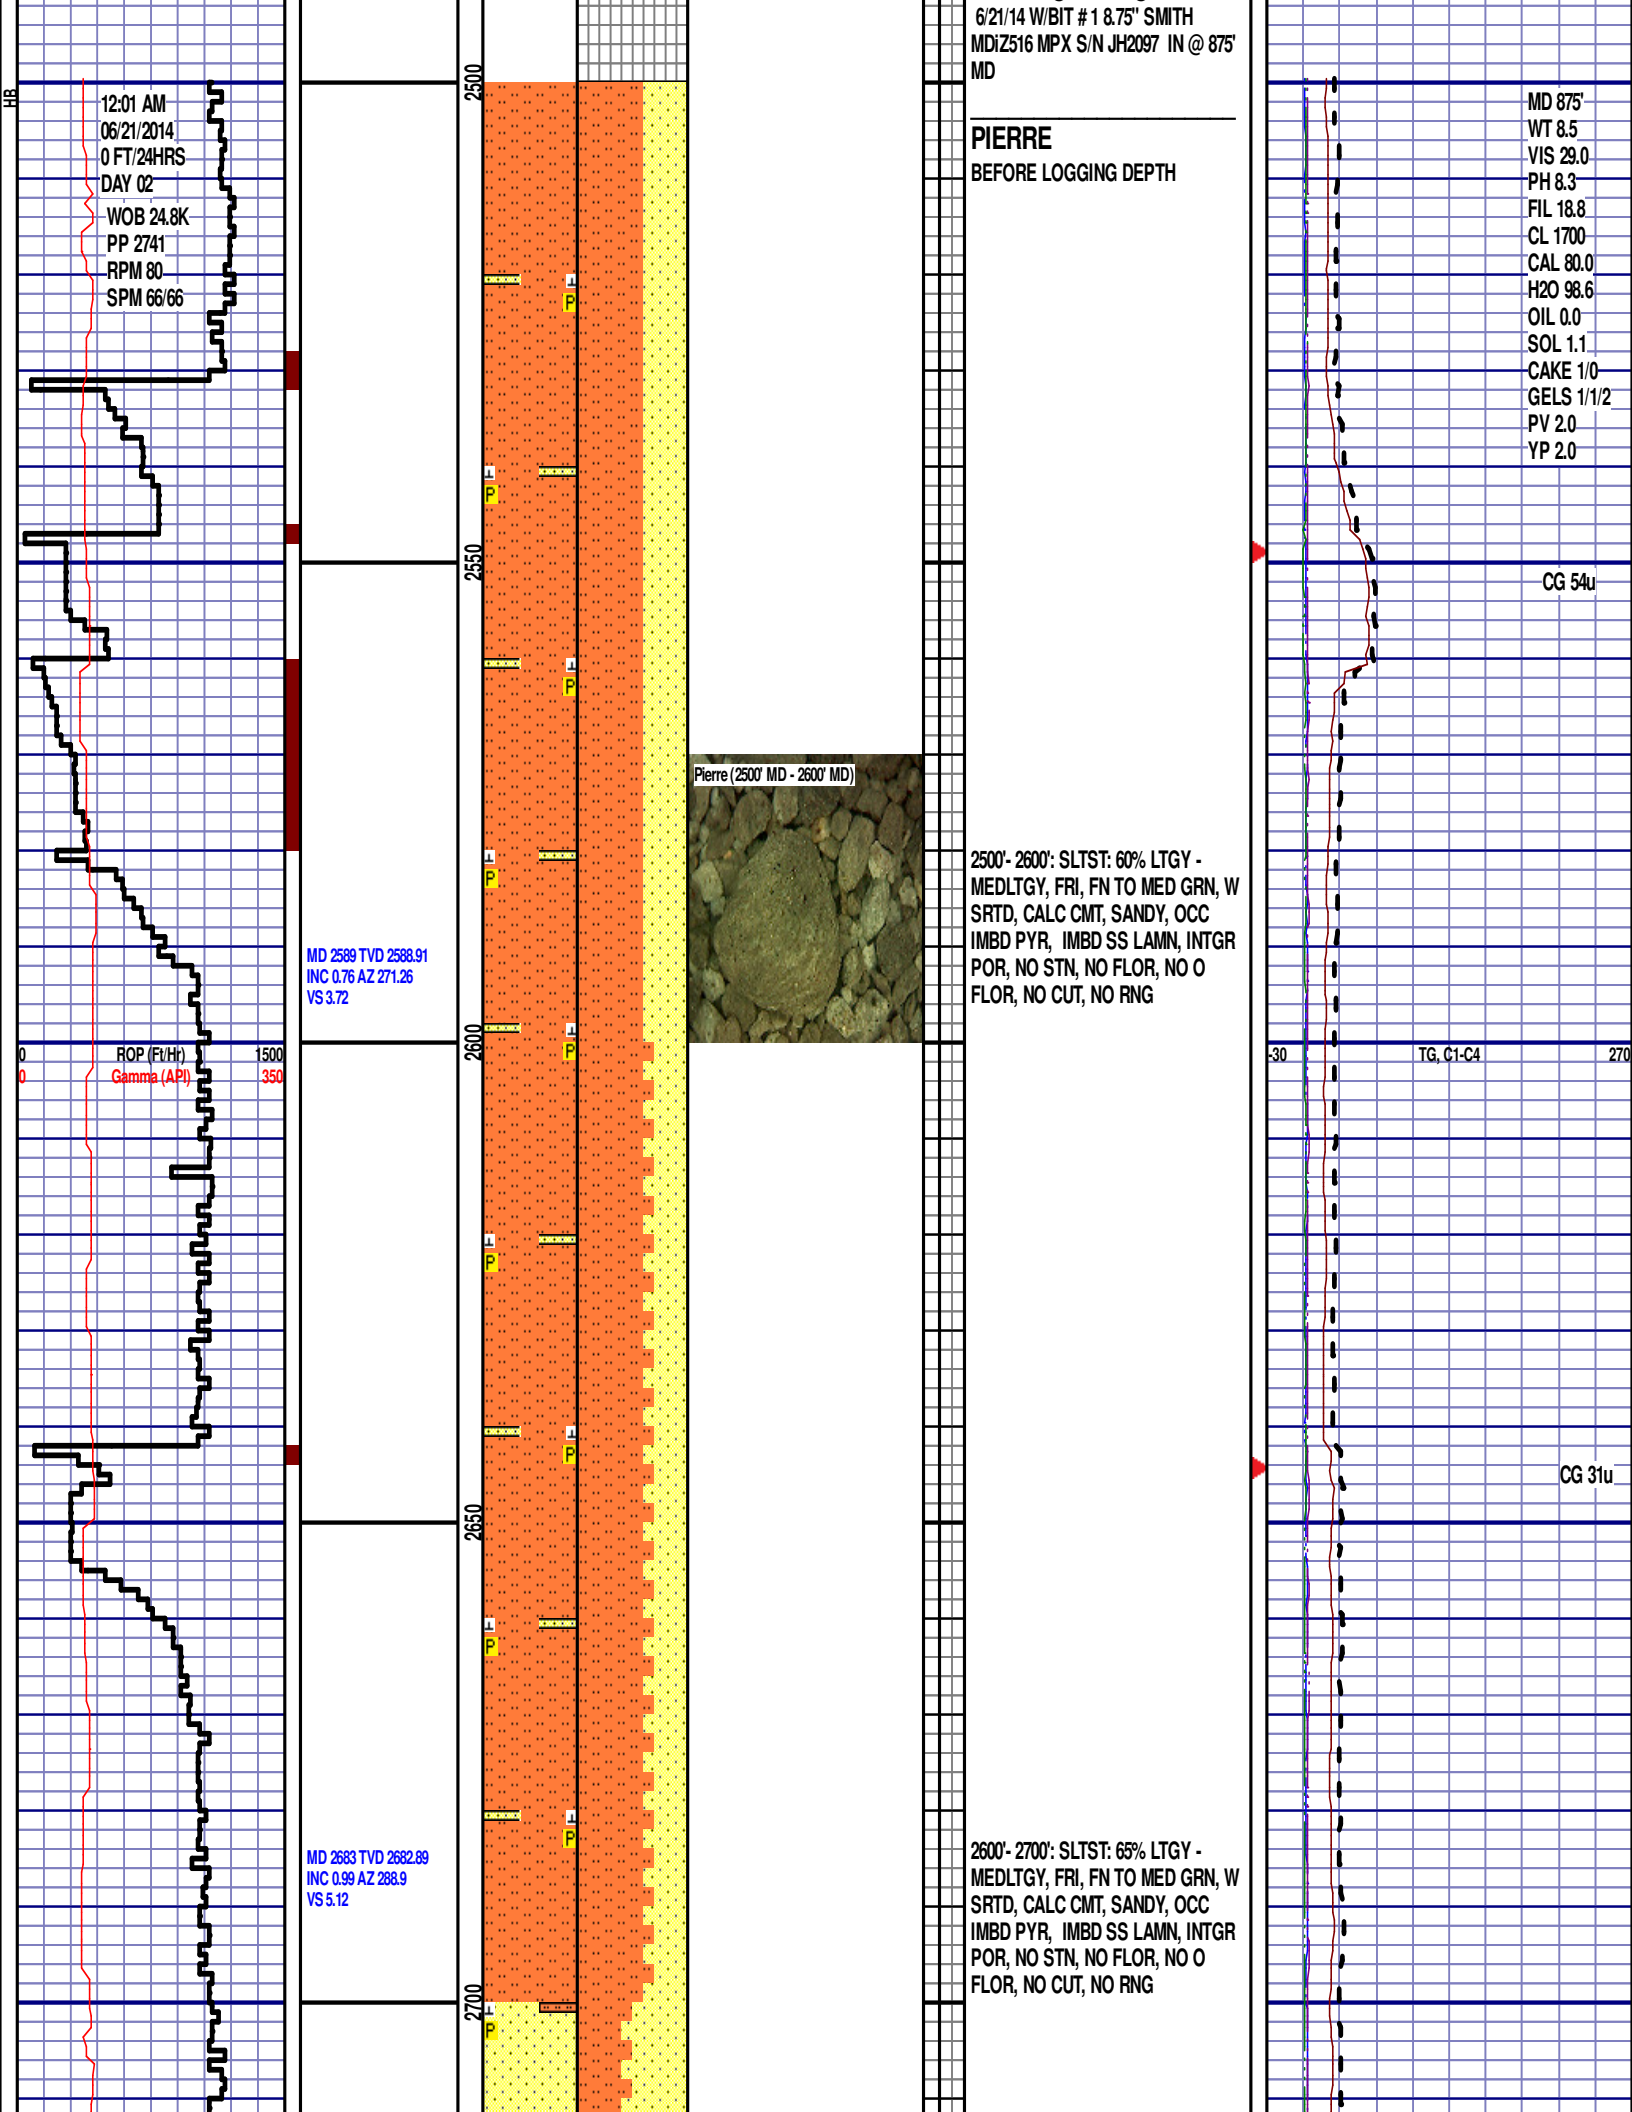 6/21/14 W/BIT # 1 8.75" SMITH
MDiZ516 MPX S/N JH2097 IN @ 875'
MD
HB
12:01 AM
06/21/2014
0 FT/24HRS
DAY 02
WOB 24.8K
PP 2741
RPM 80
SPM 66/66
2500
PIERRE
BEFORE LOGGING DEPTH
MD 875'
WT 8.5
VIS 29.0
PH 8.3
FIL 18.8
CL 1700
CAL 80.0
H2O 98.6
OIL 0.0
SOL 1.1
CAKE 1/0
GELS 1/1/2
PV 2.0
YP 2.0
P
P
2550
CG 54u
P
Pierre (2500' MD - 2600' MD)
P
2500'- 2600': SLTST: 60% LTGY -
MEDLTGY, FRI, FN TO MED GRN, W
SRTD, CALC CMT, SANDY, OCC
IMBD PYR, IMBD SS LAMN, INTGR
POR, NO STN, NO FLOR, NO O
FLOR, NO CUT, NO RNG
MD 2589 TVD 2588.91
INC 0.76 AZ 271.26
VS 3.72
2600
0 ROP (Ft/Hr) 1500
0 Gamma (API) 350
P
-30 TG, C1-C4 270
P
P
CG 31u
2650
P
P
MD 2683 TVD 2682.89
INC 0.99 AZ 288.9
VS 5.12
2600'- 2700': SLTST: 65% LTGY -
MEDLTGY, FRI, FN TO MED GRN, W
SRTD, CALC CMT, SANDY, OCC
IMBD PYR, IMBD SS LAMN, INTGR
POR, NO STN, NO FLOR, NO O
FLOR, NO CUT, NO RNG
2700
P